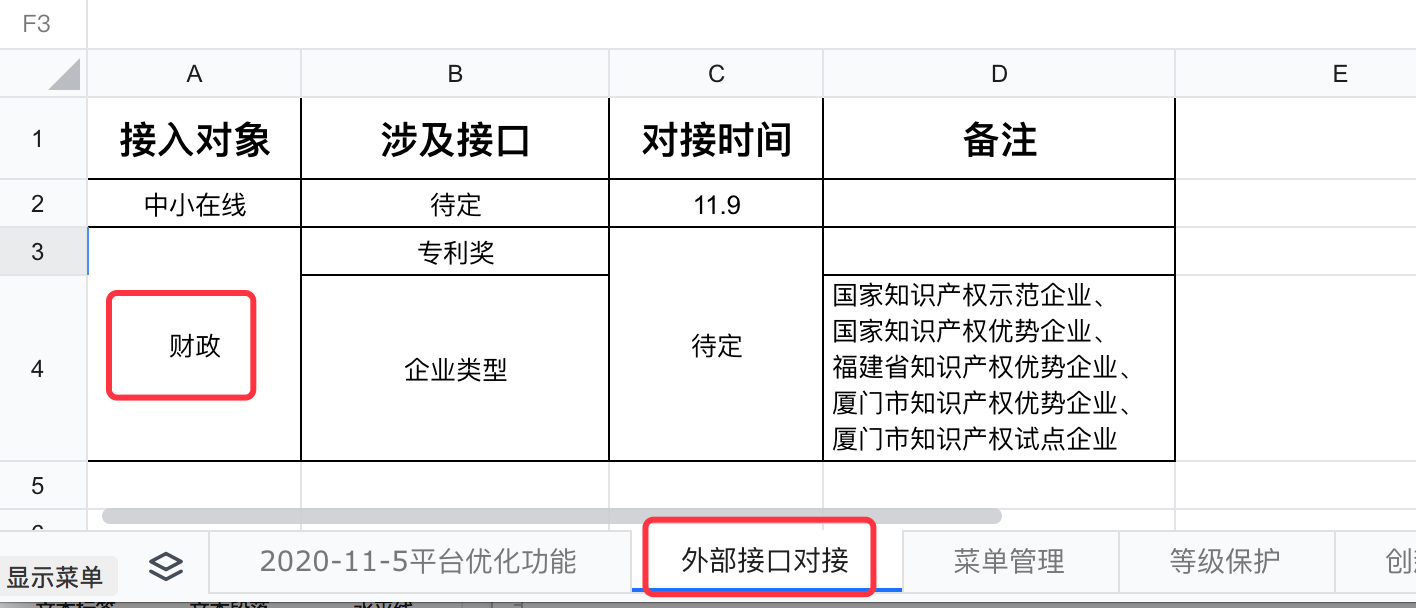 F3
A B C D E
1 接入对象 涉及接口 对接时间 备注
2 中小在线 待定 11.9
3 专利奖
4 财政 企业类型 待定
国家知识产权示范企业、
国家知识产权优势企业、
福建省知识产权优势企业、
厦门市知识产权优势企业、
厦门市知识产权试点企业
5
显示菜单 2020-11-5平台优化功能 外部接口对接 菜单管理 等级保护